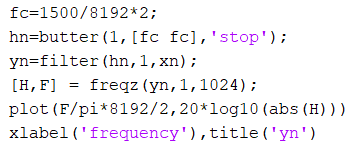 fc=1500/8192*2;
hn=butter(1,[fc fc],'stop');
yn=filter(hn,1,xn);
[H,F] = freqz(yn,1,1024);
plot(F/pi*8192/2,20*log10(abs(H)))
xlabel('frequency'),title('yn')